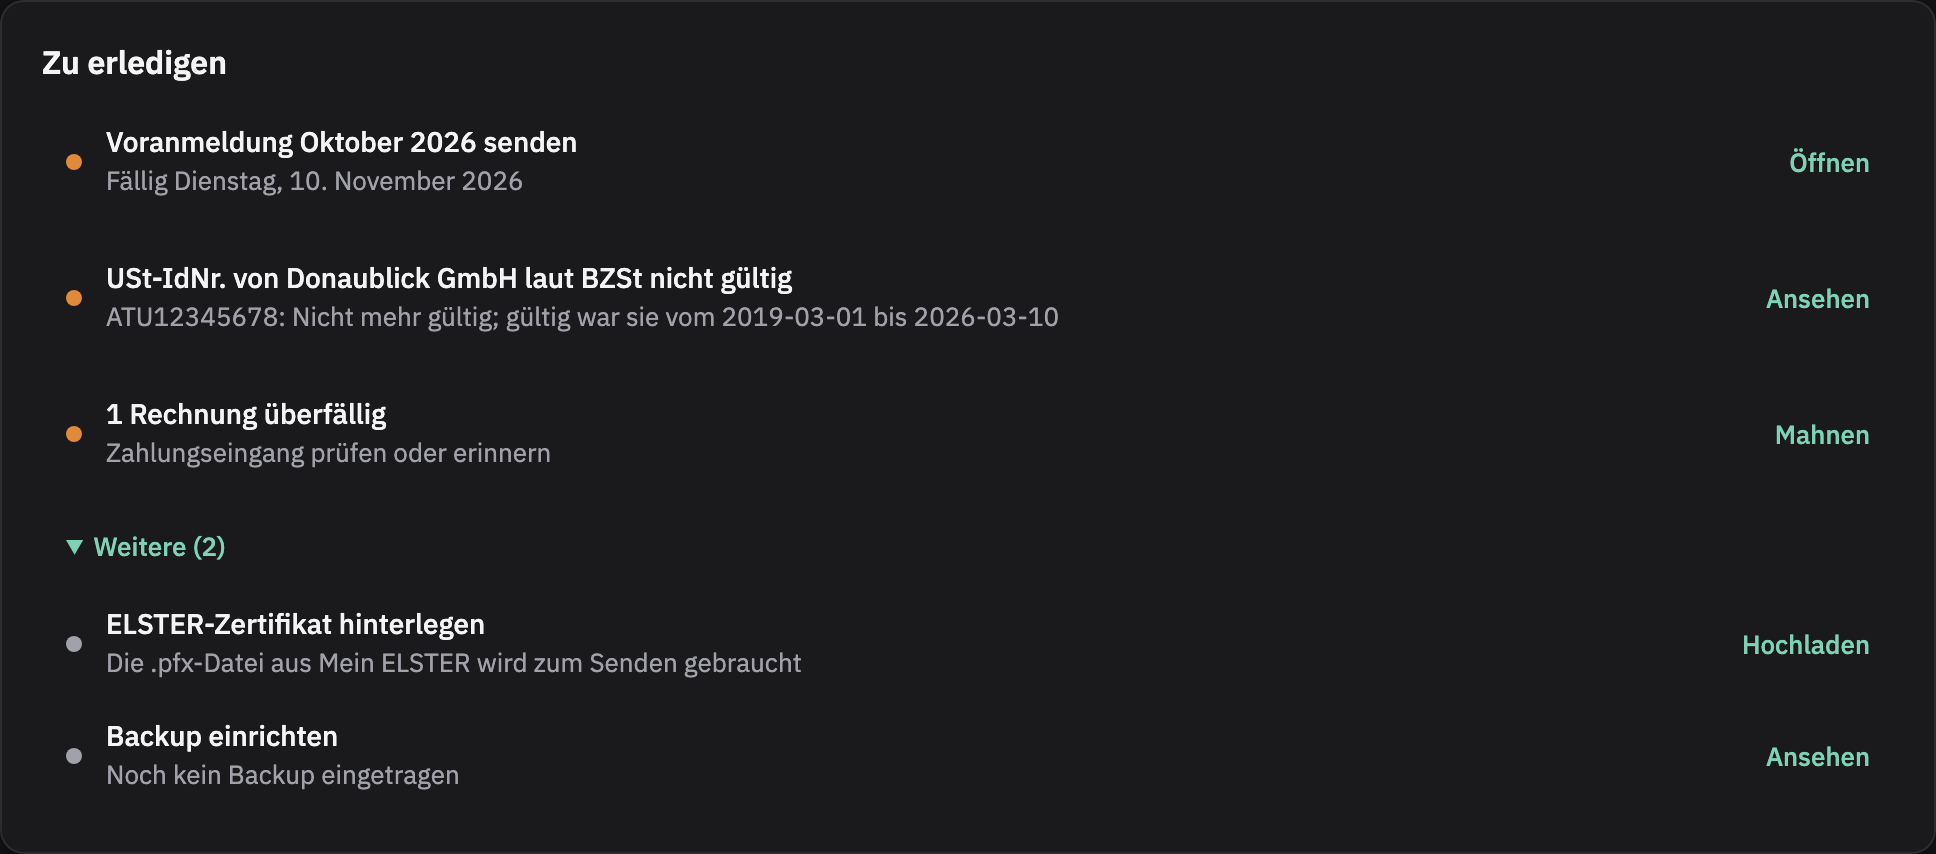 Zu erledigen
Voranmeldung Oktober 2026 senden
Fällig Dienstag, 10. November 2026
Öffnen
USt-IdNr. von Donaublick GmbH laut BZSt nicht gültig
ATU12345678: Nicht mehr gültig; gültig war sie vom 2019-03-01 bis 2026-03-10
Ansehen
1 Rechnung überfällig
Zahlungseingang prüfen oder erinnern
Mahnen
Weitere (2)
ELSTER-Zertifikat hinterlegen
Die .pfx-Datei aus Mein ELSTER wird zum Senden gebraucht
Hochladen
Backup einrichten
Noch kein Backup eingetragen
Ansehen